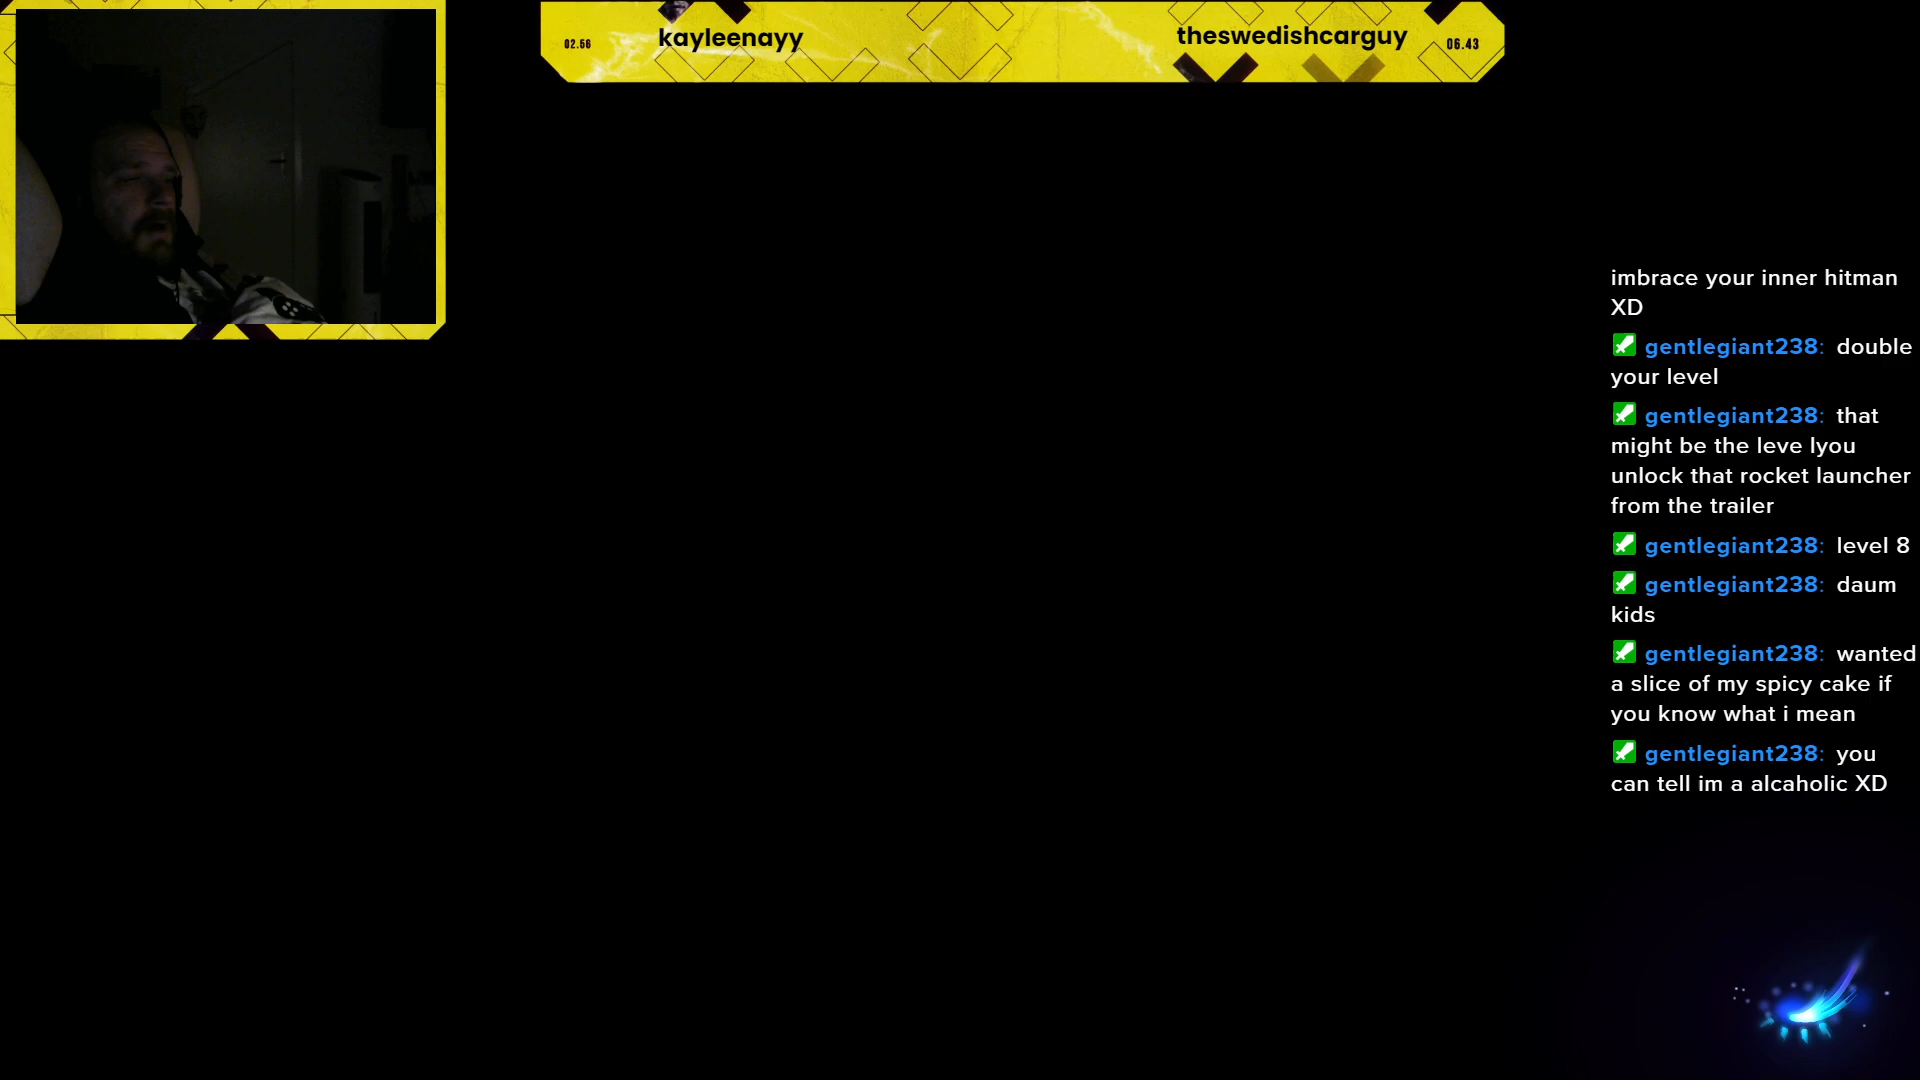 02.56
kayleenayy
theswedishcarguy
06.43
imbrace your inner hitman
XD
gentlegiant238: double
your level
gentlegiant238: that
might be the leve lyou
unlock that rocket launcher
from the trailer
gentlegiant238: level 8
gentlegiant238: daum
kids
gentlegiant238: wanted
a slice of my spicy cake if
you know what i mean
gentlegiant238: you
can tell im a alcaholic XD